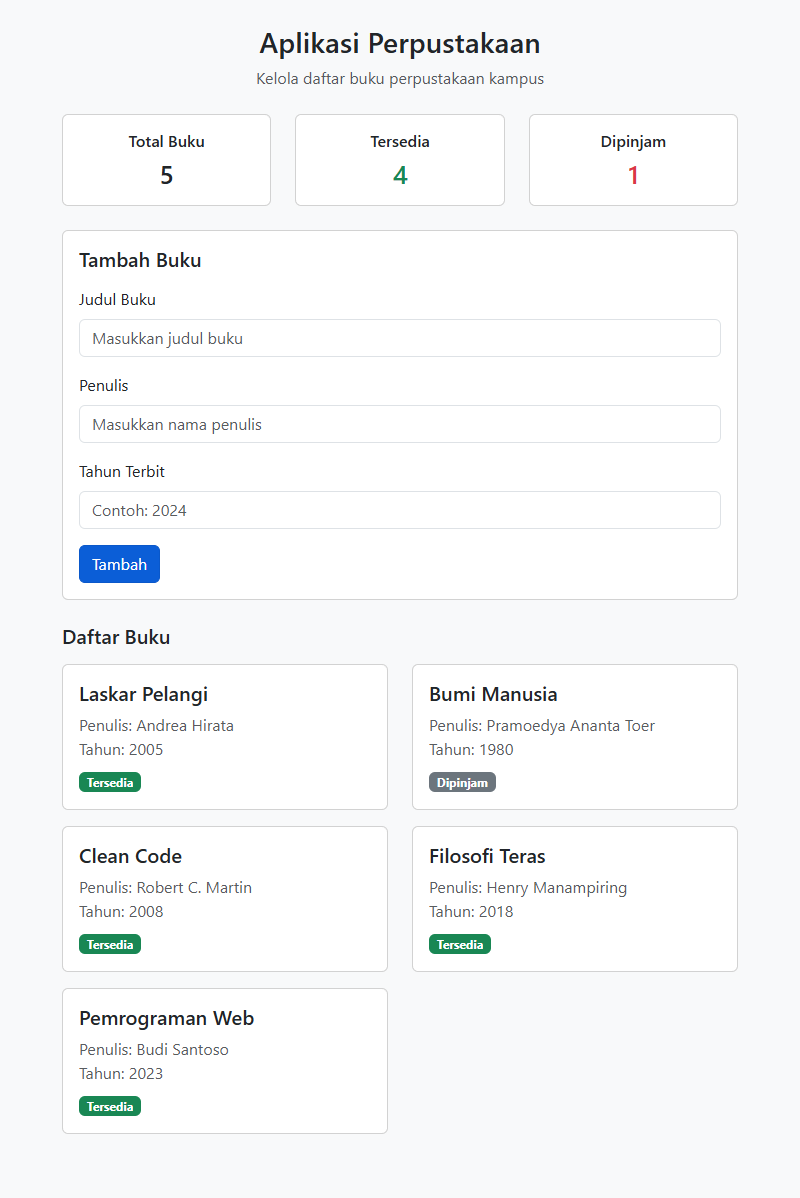 Aplikasi Perpustakaan
Kelola daftar buku perpustakaan kampus
Total Buku
5
Tersedia
4
Dipinjam
1
Tambah Buku
Judul Buku
Masukkan judul buku
Penulis
Masukkan nama penulis
Tahun Terbit
Contoh: 2024
Tambah
Daftar Buku
Laskar Pelangi
Penulis: Andrea Hirata
Tahun: 2005
Tersedia
Bumi Manusia
Penulis: Pramoedya Ananta Toer
Tahun: 1980
Dipinjam
Clean Code
Penulis: Robert C. Martin
Tahun: 2008
Tersedia
Filosofi Teras
Penulis: Henry Manampiring
Tahun: 2018
Tersedia
Pemrograman Web
Penulis: Budi Santoso
Tahun: 2023
Tersedia